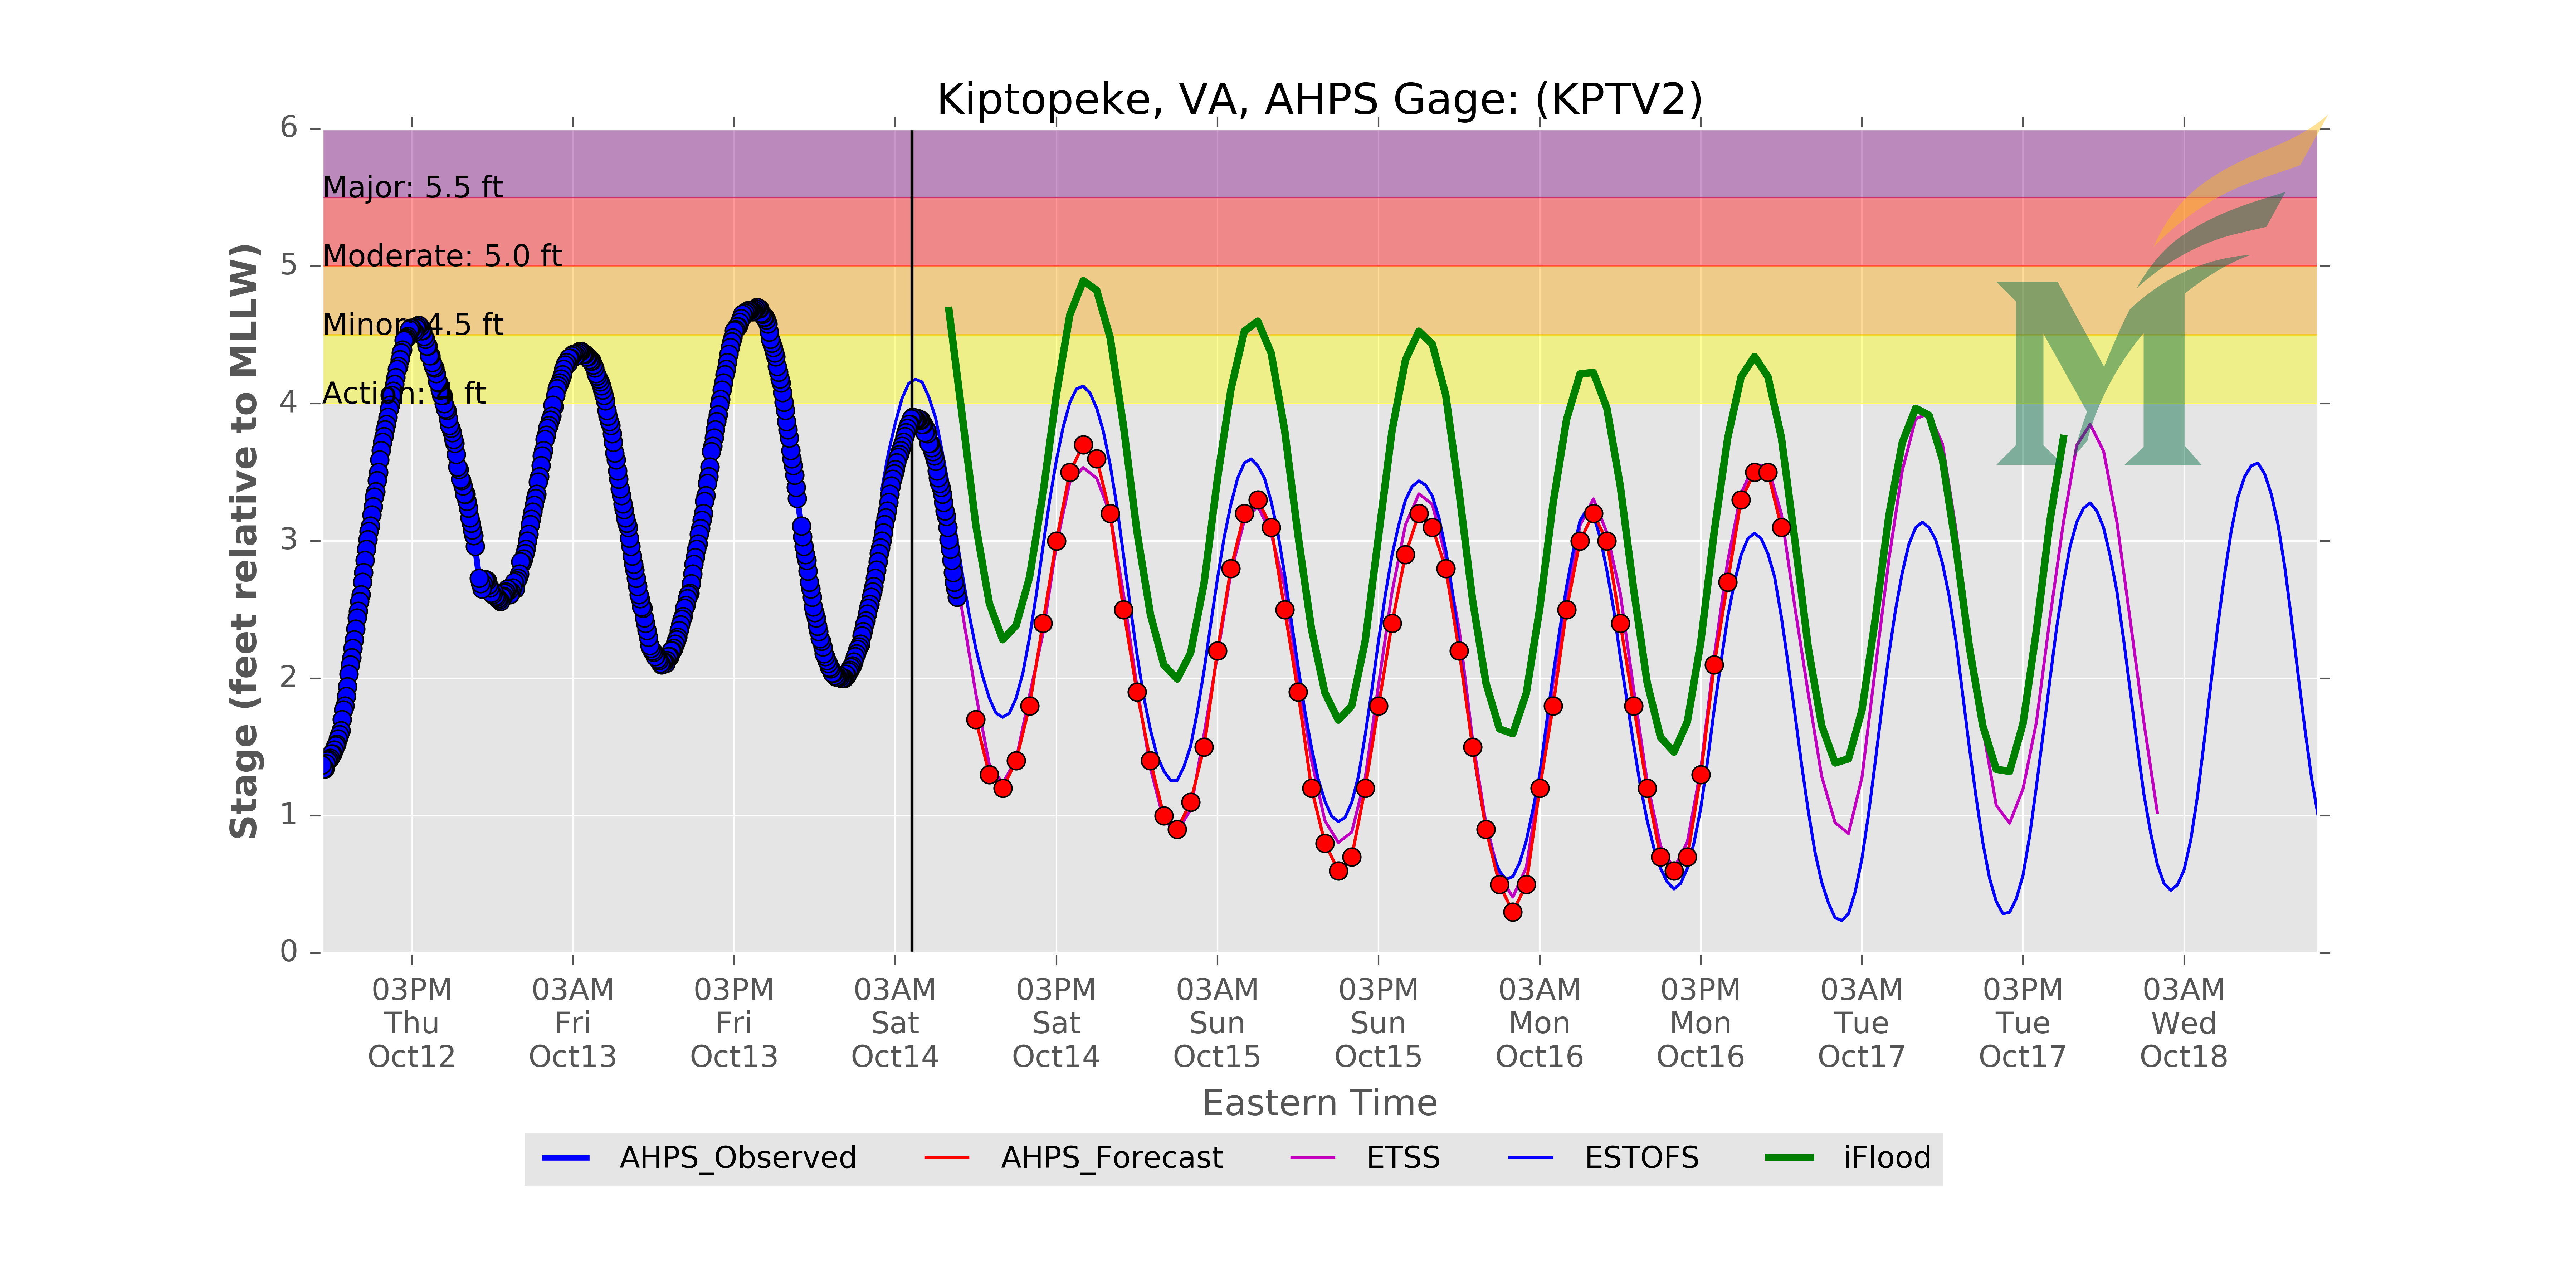 Kiptopeke, VA, AHPS Gage: (KPTV2)
Stage (feet relative to MLLW)
6
5
4
3
2
1
0
Major: 5.5 ft
Moderate: 5.0 ft
Minor: 4.5 ft
Action: 4 ft
M
03PM
Thu
Oct12
03AM
Fri
Oct13
03PM
Fri
Oct13
03AM
Sat
Oct14
03PM
Sat
Oct14
03AM
Sun
Oct15
03PM
Sun
Oct15
03AM
Mon
Oct16
03PM
Mon
Oct16
03AM
Tue
Oct17
03PM
Tue
Oct17
03AM
Wed
Oct18
Eastern Time
AHPS_Observed
AHPS_Forecast
ETSS
ESTOFS
iFlood